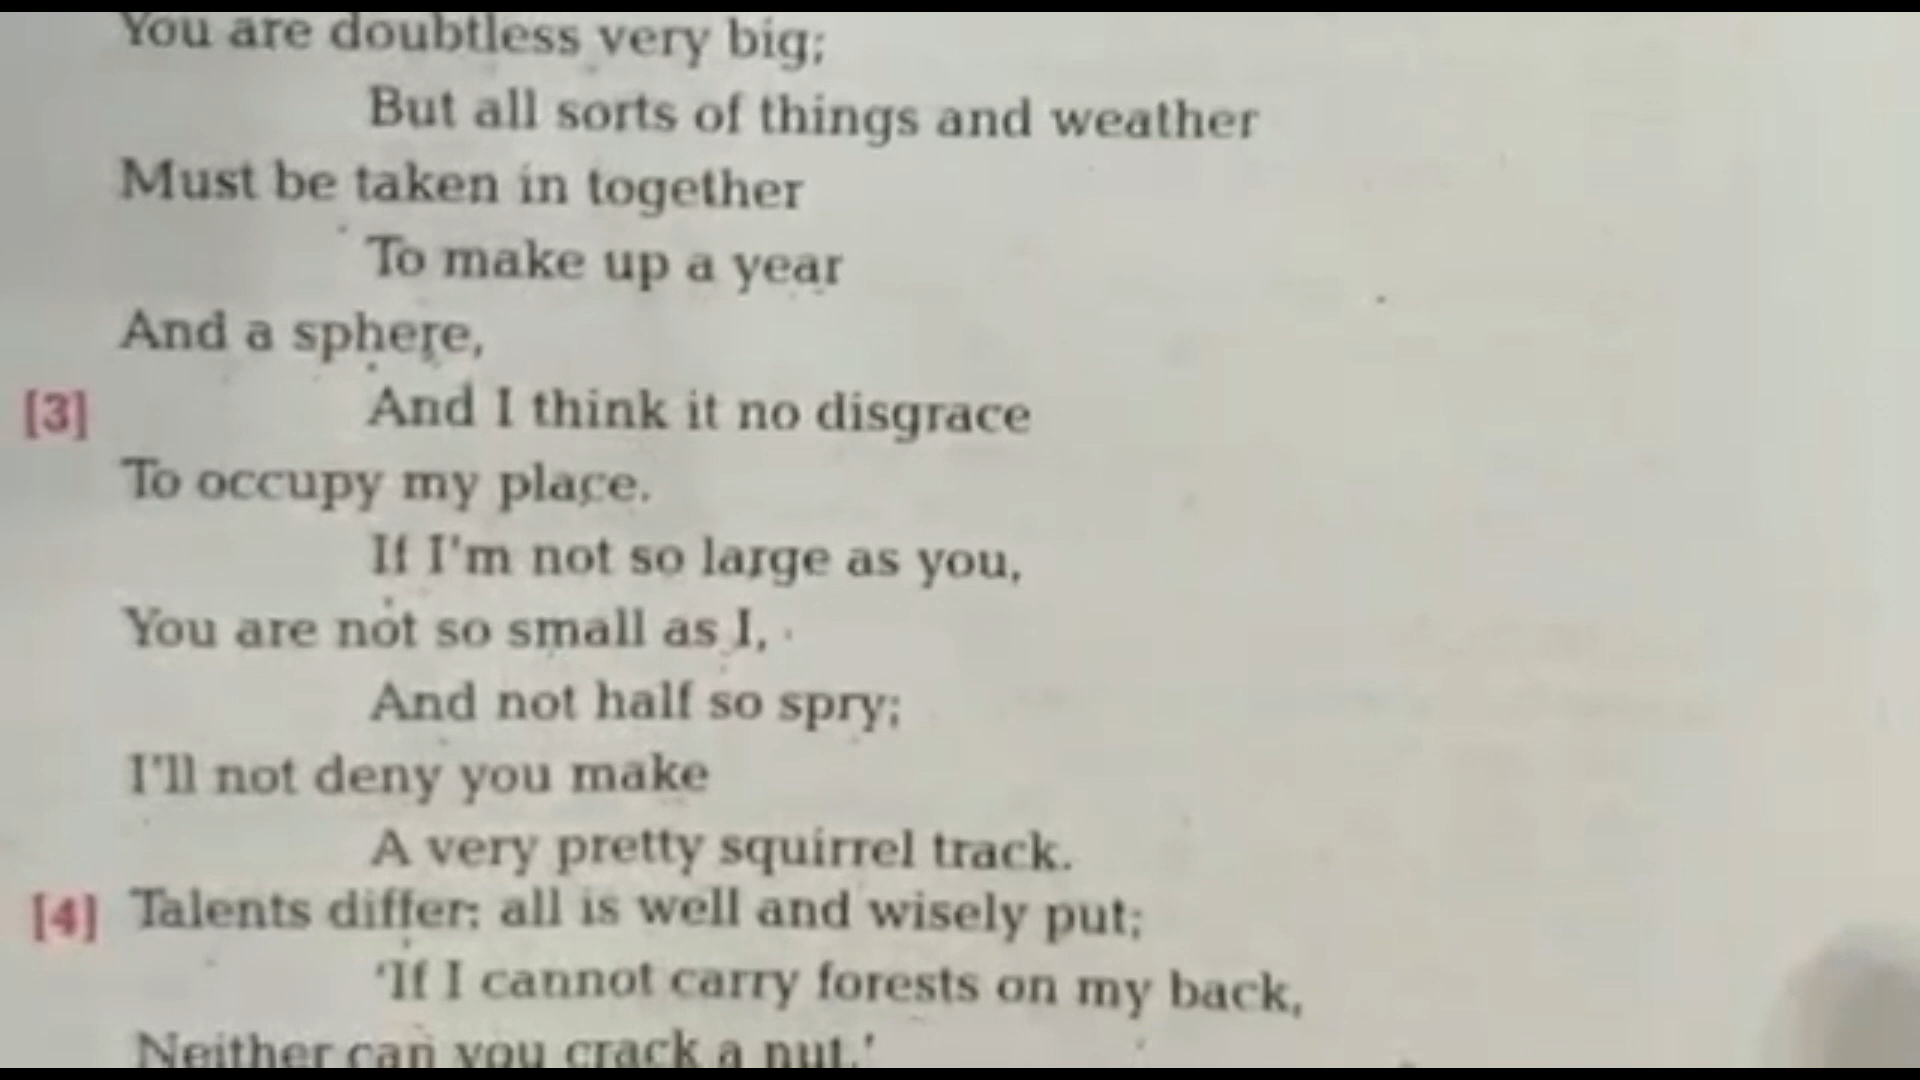 You are doubtless very big;
But all sorts of things and weather
Must be taken in together
To make up a year
And a sphere,
[3] And I think it no disgrace
To occupy my place.
If I'm not so large as you,
You are not so small as I,
And not half so spry;
I'll not deny you make
A very pretty squirrel track.
[4] Talents differ; all is well and wisely put;
'If I cannot carry forests on my back,
Neither can you crack a nut.'